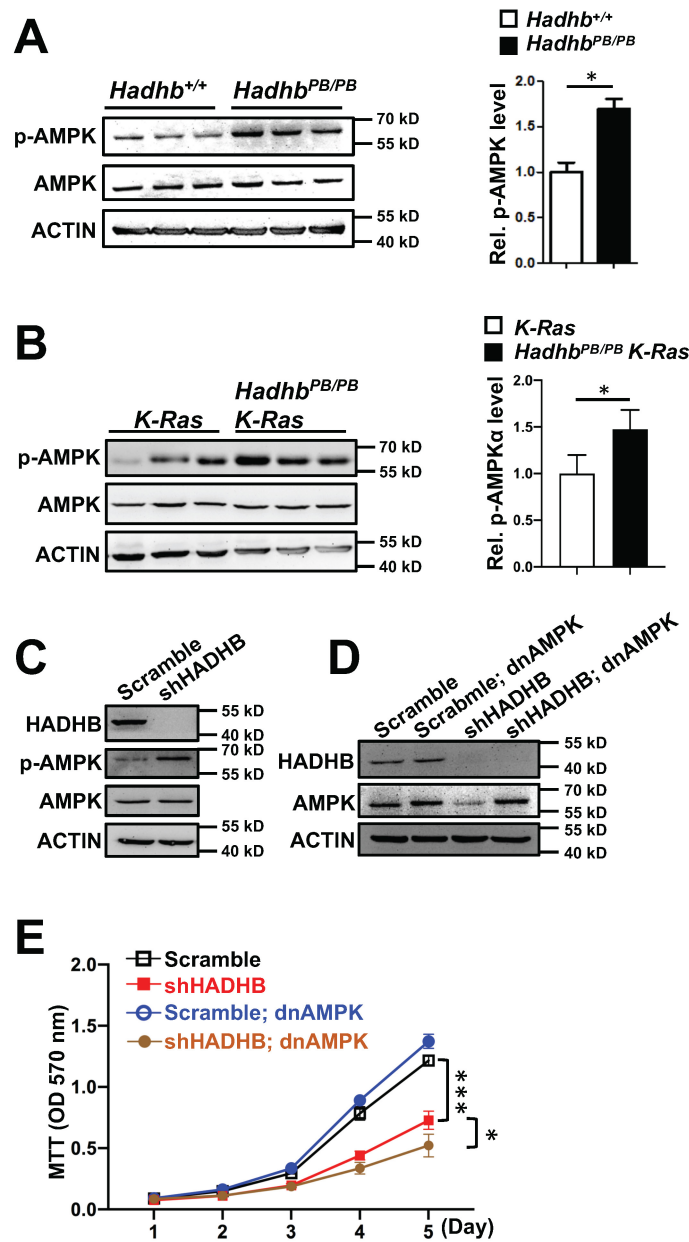 A
Hadhb+/+
HadhbPB/PB
Hadhb+/+ HadhbPB/PB
p-AMPK
70 kD
55 kD
AMPK
ACTIN
55 kD
40 kD
Rel. p-AMPK level
2.0
1.5
1.0
0.5
0.0
*
B
K-Ras
HadhbPB/PB K-Ras
K-Ras
HadhbPB/PB
K-Ras
p-AMPK
70 kD
55 kD
AMPK
ACTIN
55 kD
40 kD
Rel. p-AMPKα level
2.0
1.5
1.0
0.5
0.0
*
C
Scramble
shHADHB
HADHB
55 kD
40 kD
p-AMPK
70 kD
55 kD
AMPK
ACTIN
55 kD
40 kD
D
Scramble
Scrabmle; dnAMPK
shHADHB
shHADHB; dnAMPK
HADHB
55 kD
40 kD
AMPK
70 kD
55 kD
ACTIN
55 kD
40 kD
E
Scramble
shHADHB
Scramble; dnAMPK
shHADHB; dnAMPK
MTT (OD 570 nm)
2.0
1.5
1.0
0.5
0.0
***
*
1 2 3 4 5 (Day)